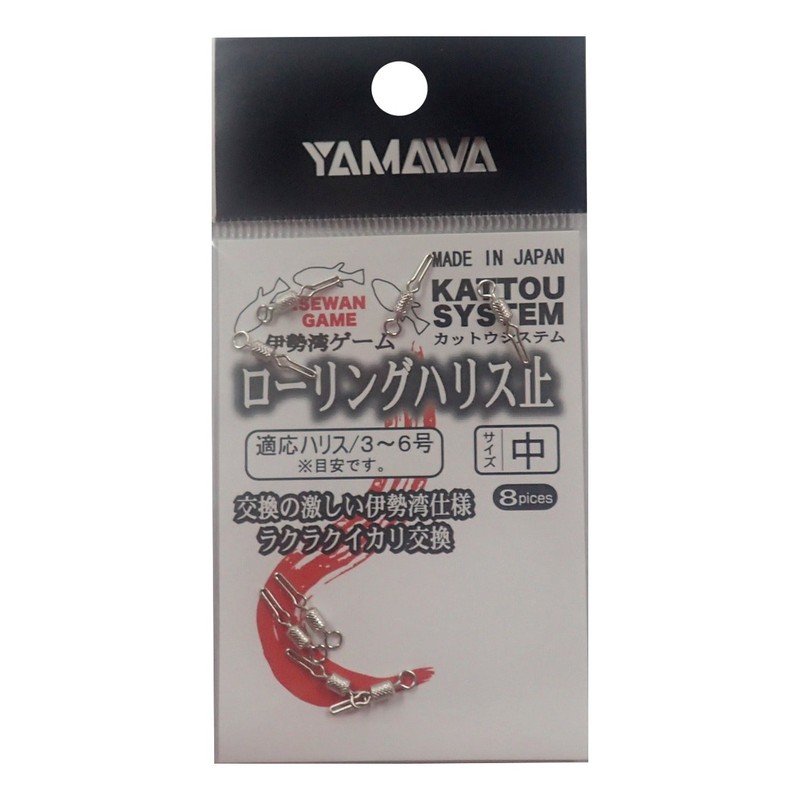 YAMAWA
MADE IN JAPAN
ISEWAN
GAME
KATTOU
SYSTEM
伊勢湾ゲーム
カットウシステム
ローリングハリス止
適応ハリス/3～6号
※目安です。
サイズ
中
8pices
交換の激しい伊勢湾仕様
ラクラクイカリ交換